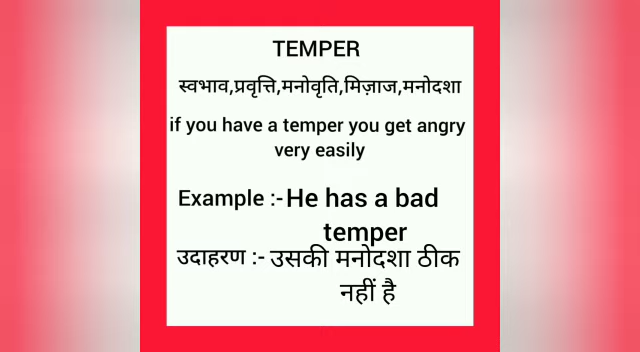 TEMPER
स्वभाव,प्रवृत्ति,मनोवृति,मिज़ाज,मनोदशा
if you have a temper you get angry
very easily
Example :- He has a bad
temper
उदाहरण :- उसकी मनोदशा ठीक
नहीं है